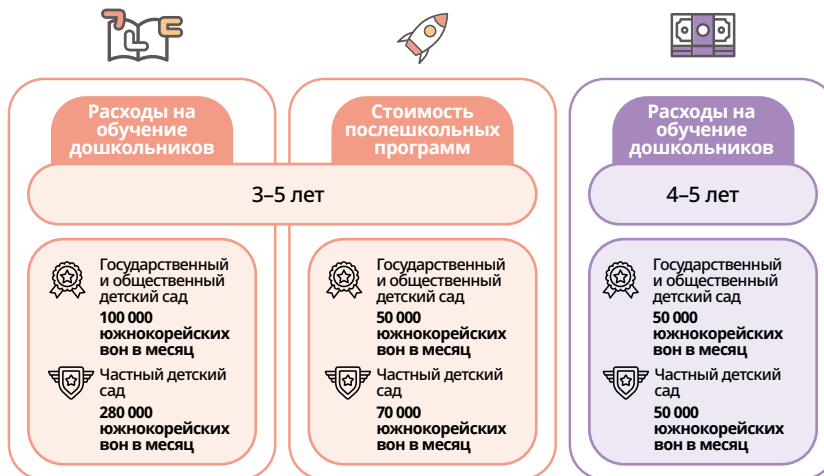 Расходы на
обучение
дошкольников
Стоимость
послешкольных
программ
3–5 лет
Государственный
и общественный
детский сад
100 000
южнокорейских
вон в месяц
Частный детский
сад
280 000
южнокорейских
вон в месяц
Государственный
и общественный
детский сад
50 000
южнокорейских
вон в месяц
Частный детский
сад
70 000
южнокорейских
вон в месяц
Расходы на
обучение
дошкольников
4–5 лет
Государственный
и общественный
детский сад
50 000
южнокорейских
вон в месяц
Частный детский
сад
50 000
южнокорейских
вон в месяц